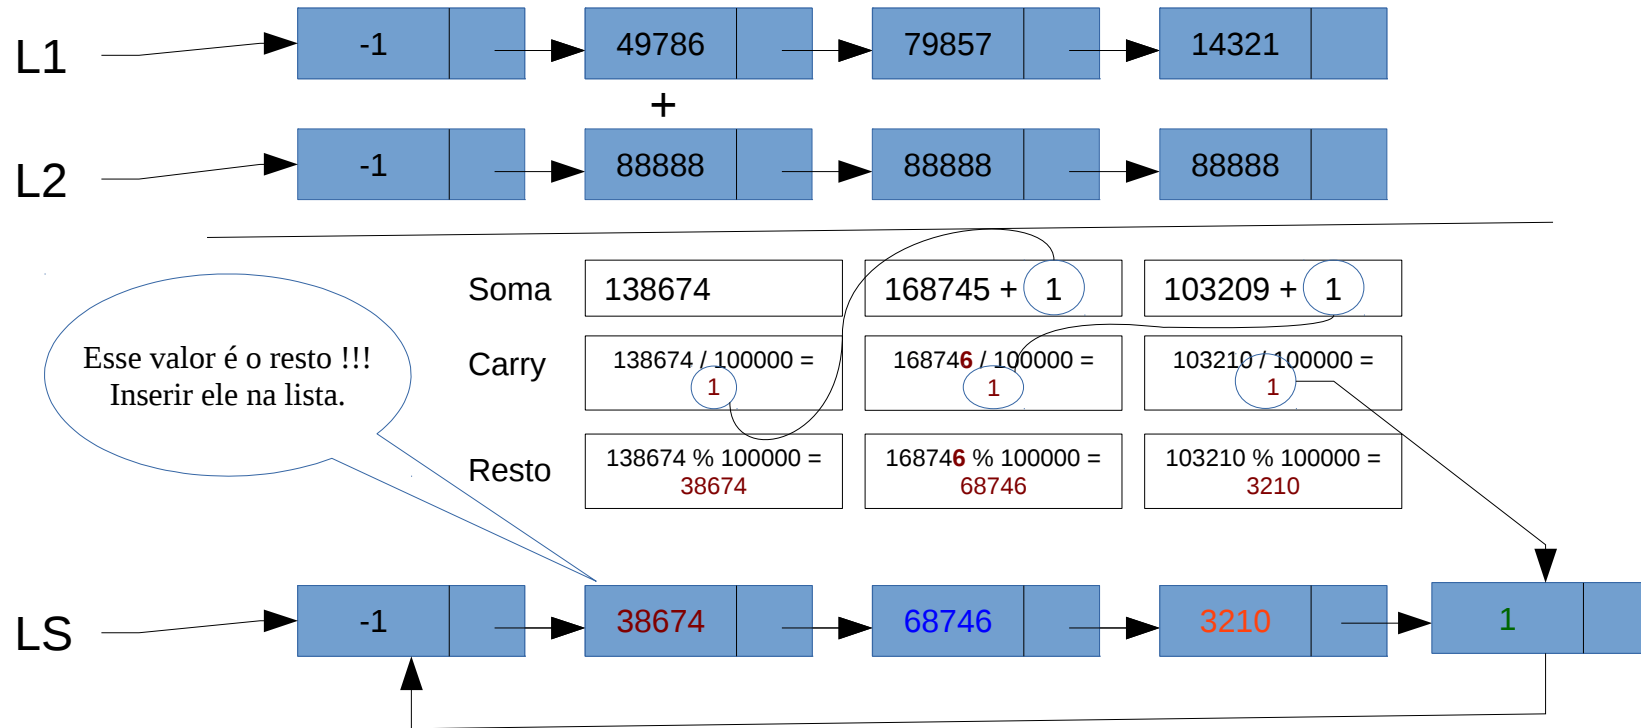 L1 -1 49786 79857 14321
+
L2 -1 88888 88888 88888
Soma 138674 168745 + 1 103209 + 1
Esse valor é o resto !!!
Inserir ele na lista.
Carry 138674 / 100000 = 168746 / 100000 = 103210 / 100000 =
1 1 1
Resto 138674 % 100000 = 168746 % 100000 = 103210 % 100000 =
38674 68746 3210
LS -1 38674 68746 3210 1